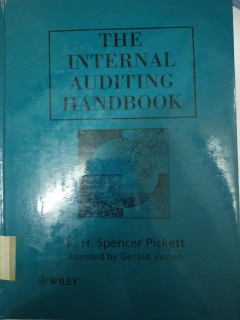 THE
INTERNAL
AUDITING
HANDBOOK
K. H. Spencer Pickett
Assisted by Gerald Vinten
WILEY